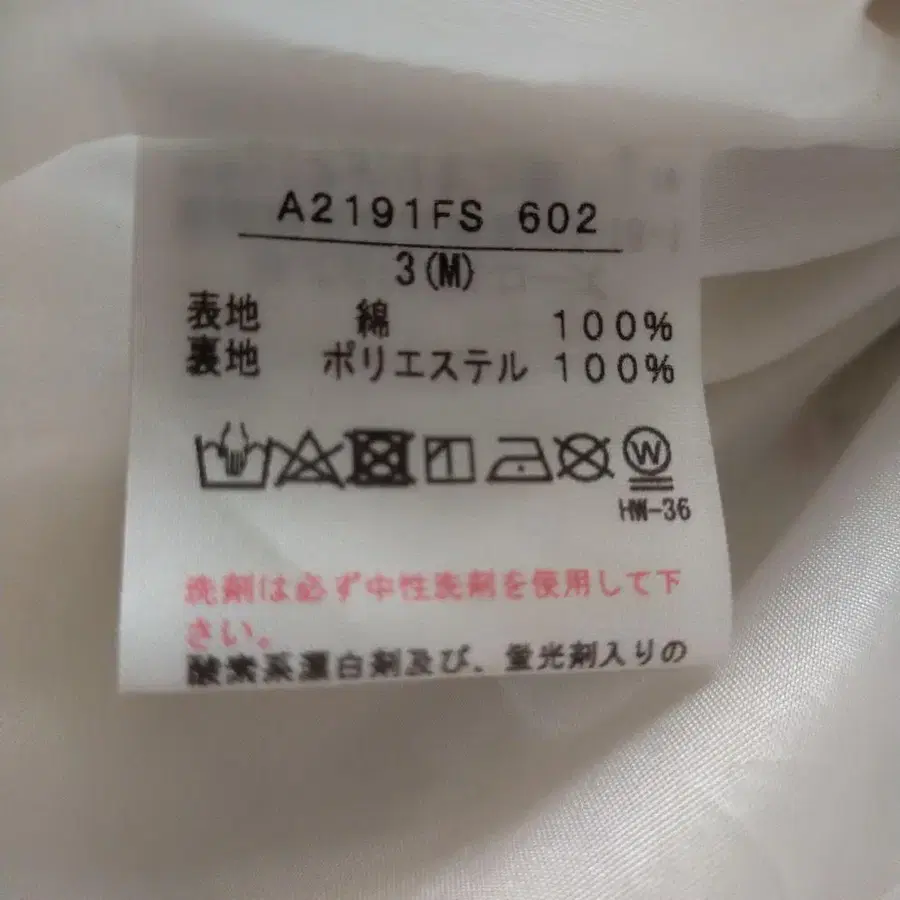 A2191FS 602
3(M)
表地 綿 100%
裏地 ポリエステル 100%
W
HW-36
洗剤は必ず中性洗剤を使用して下
さい。
酸素系漂白剤及び、蛍光剤入りの